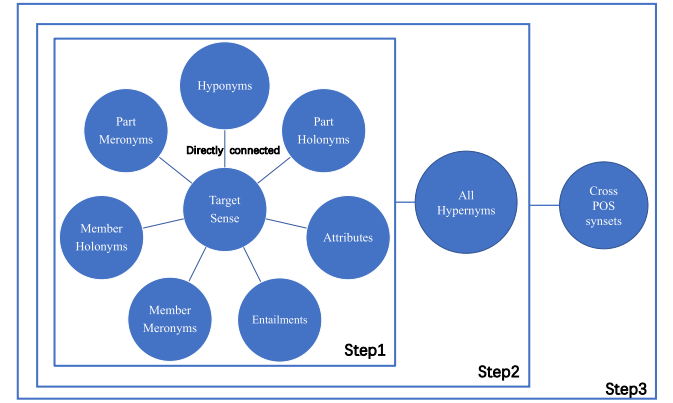 Hyponyms
Part
Meronyms
Part
Holonyms
Directly connected
Target
Sense
Member
Holonyms
Attributes
Member
Meronyms
Entailments
Step1
All
Hypernyms
Step2
Cross
POS
synsets
Step3